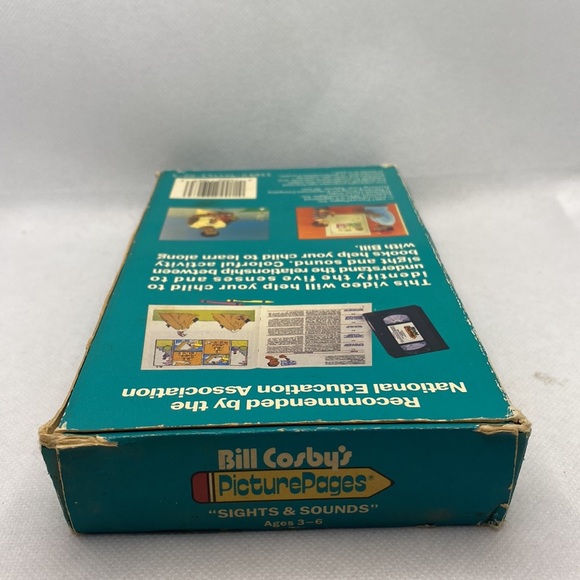 Bill Cosby's
PicturePages®
"SIGHTS & SOUNDS"
Ages 3–6
Recommended by the
National Education Association
This video will help your child to
identify the five senses and to
understand the relationship between
sight and sound. Colorful activity
books help your child to learn along
with Bill.